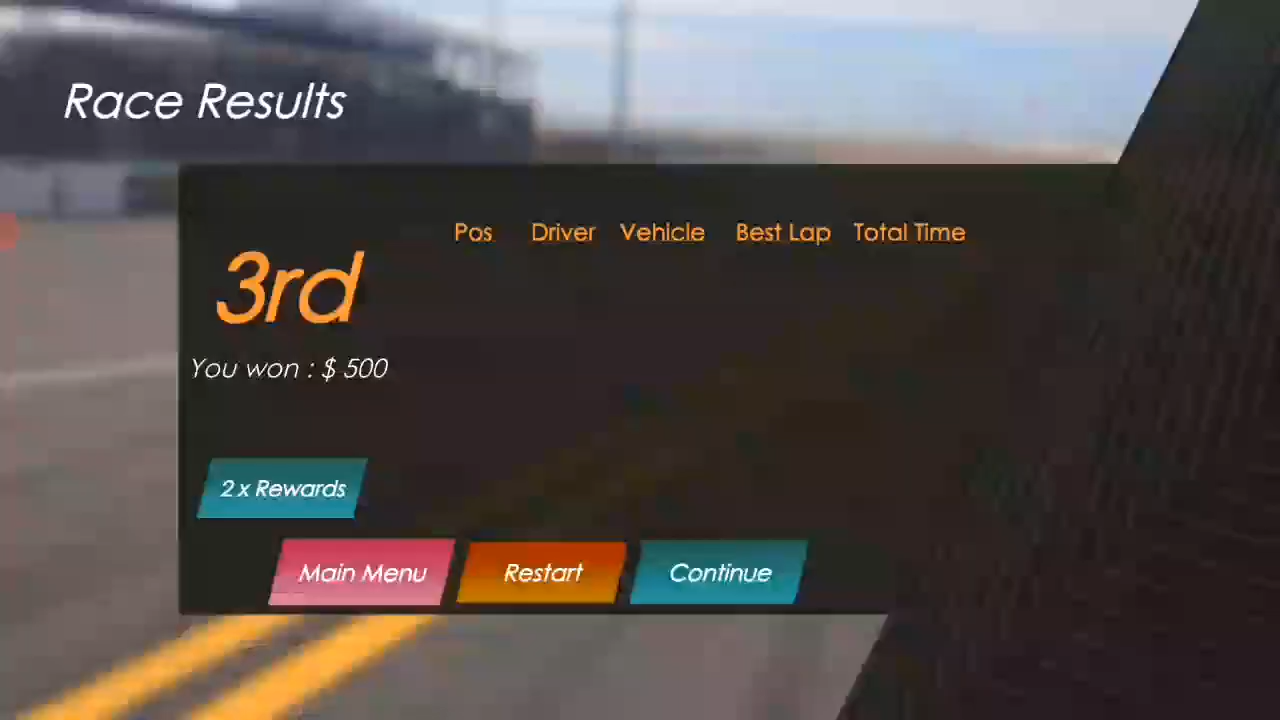 Race Results
Pos Driver Vehicle Best Lap Total Time
3rd
You won : $ 500
2 x Rewards
Main Menu Restart Continue